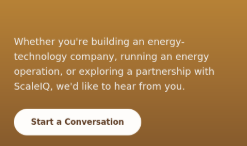 Whether you're building an energy-
technology company, running an energy
operation, or exploring a partnership with
ScaleIQ, we'd like to hear from you.
Start a Conversation